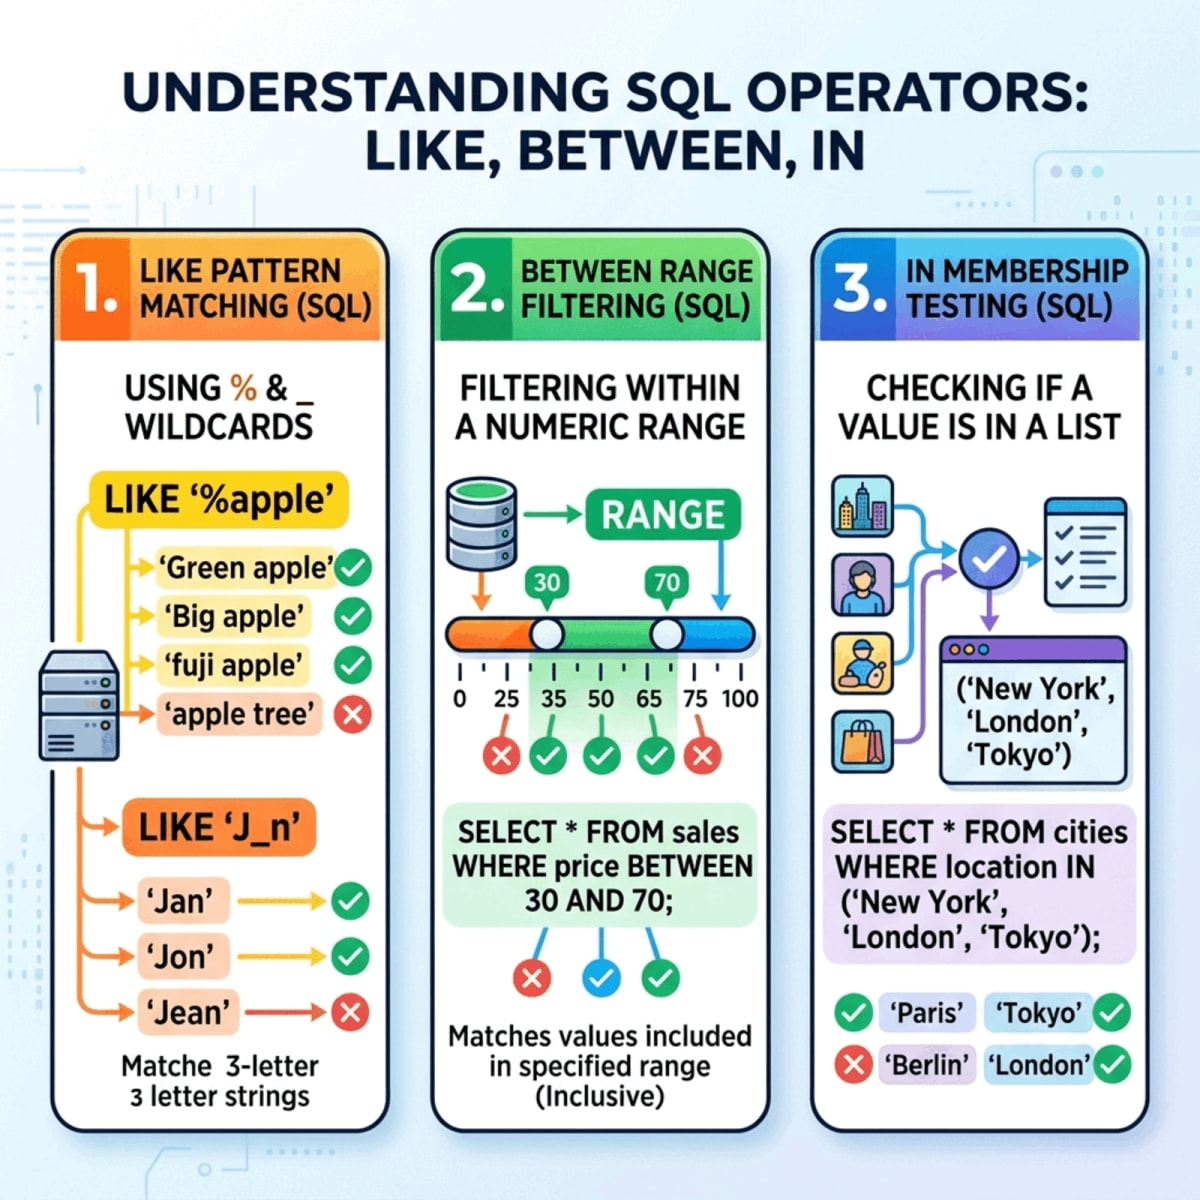 UNDERSTANDING SQL OPERATORS:
LIKE, BETWEEN, IN
1.
LIKE PATTERN
MATCHING (SQL)
USING % & _
WILDCARDS
LIKE ‘%apple’
‘Green apple’
‘Big apple’
‘fuji apple’
‘apple tree’
LIKE ‘J_n’
‘Jan’
‘Jon’
‘Jean’
Matche 3-letter
3 letter strings
2.
BETWEEN RANGE
FILTERING (SQL)
FILTERING WITHIN
A NUMERIC RANGE
RANGE
30 70
0 25 35 50 65 75 100
SELECT * FROM sales
WHERE price BETWEEN
30 AND 70;
Matches values included
in specified range
(Inclusive)
3.
IN MEMBERSHIP
TESTING (SQL)
CHECKING IF A
VALUE IS IN A LIST
(‘New York’,
‘London’,
‘Tokyo’)
SELECT * FROM cities
WHERE location IN
(‘New York’,
‘London’, ‘Tokyo’);
‘Paris’ ‘Tokyo’
‘Berlin’ ‘London’